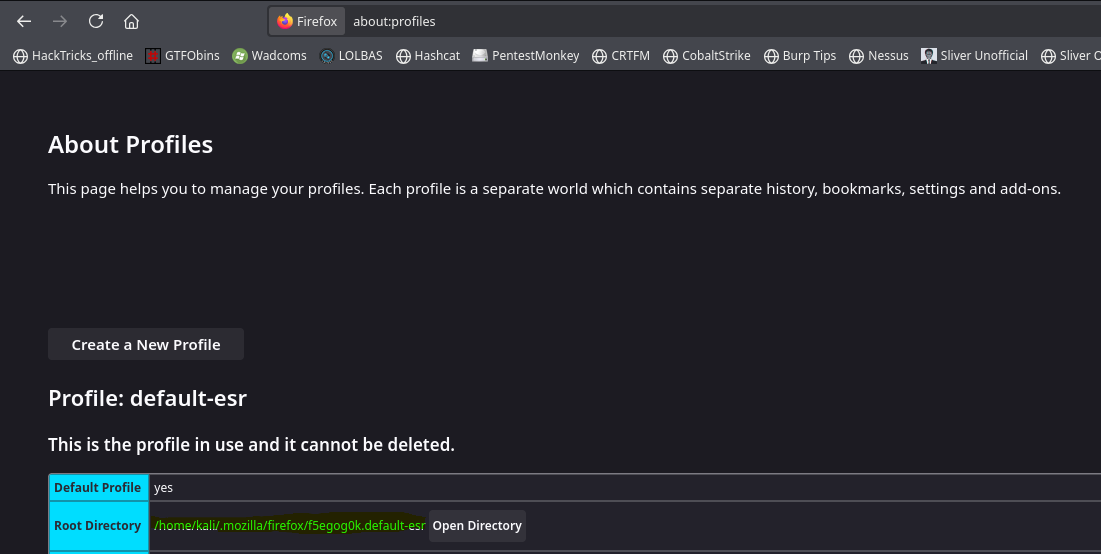 Firefox about:profiles
HackTricks_offline GTFObins Wadcoms LOLBAS Hashcat PentestMonkey CRTFM CobaltStrike Burp Tips Nessus Sliver Unofficial Sliver O
About Profiles
This page helps you to manage your profiles. Each profile is a separate world which contains separate history, bookmarks, settings and add-ons.
Create a New Profile
Profile: default-esr
This is the profile in use and it cannot be deleted.
Default Profile yes
Root Directory /home/kali/.mozilla/firefox/f5egog0k.default-esr Open Directory